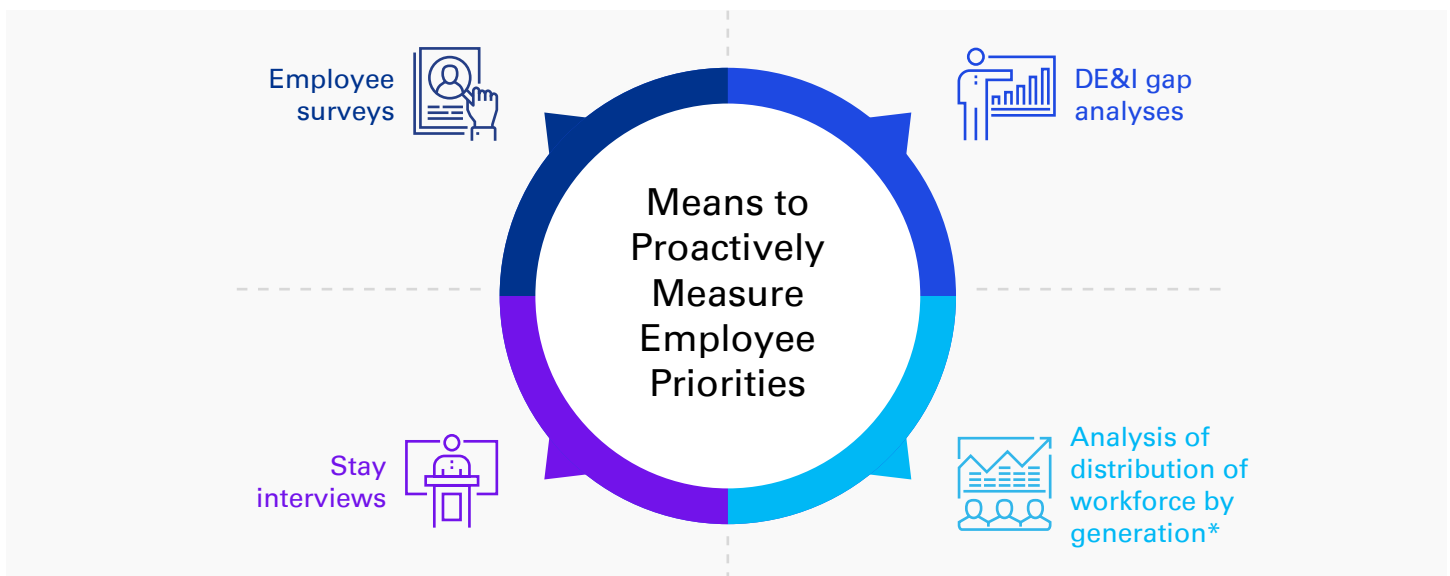 Employee
surveys
DE&I gap
analyses
Means to
Proactively
Measure
Employee
Priorities
Stay
interviews
Analysis of
distribution of
workforce by
generation*